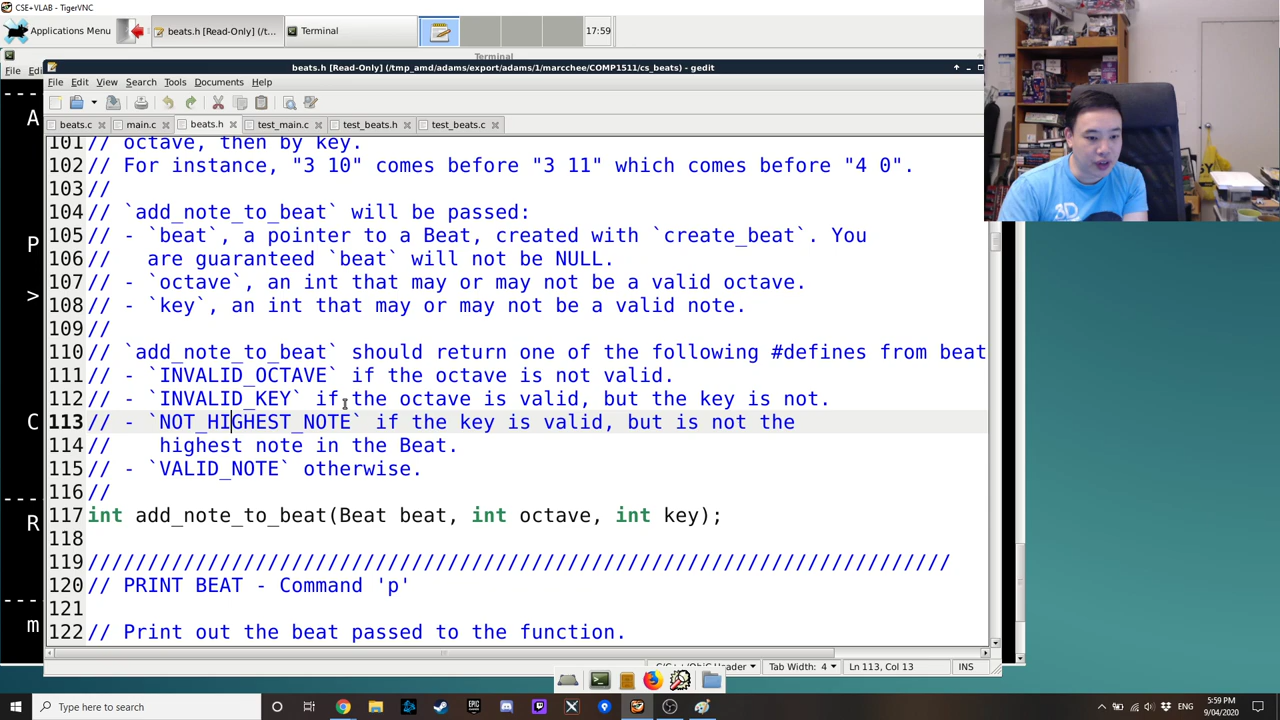 CSE+VLAB - TigerVNC
Applications Menu
beats.h [Read-Only] (/t...
Terminal
17:59
Terminal
File
beats.h [Read-Only] (/tmp_amd/adams/export/adams/1/marcchee/COMP1511/cs_beats) - gedit
File Edit View Search Tools Documents Help
beats.c main.c beats.h test_main.c test_beats.h test_beats.c
101 // octave, then by key.
102 // For instance, "3 10" comes before "3 11" which comes before "4 0".
103 //
104 // `add_note_to_beat` will be passed:
105 // - `beat`, a pointer to a Beat, created with `create_beat`. You
106 // are guaranteed `beat` will not be NULL.
107 // - `octave`, an int that may or may not be a valid octave.
108 // - `key`, an int that may or may not be a valid note.
109 //
110 // `add_note_to_beat` should return one of the following #defines from beat
111 // - `INVALID_OCTAVE` if the octave is not valid.
112 // - `INVALID_KEY` if the octave is valid, but the key is not.
113 // - `NOT_HIGHEST_NOTE` if the key is valid, but is not the
114 // highest note in the Beat.
115 // - `VALID_NOTE` otherwise.
116 //
117 int add_note_to_beat(Beat beat, int octave, int key);
118
119 ////////////////////////////////////////////////////////////////////////
120 // PRINT BEAT - Command 'p'
121
122 // Print out the beat passed to the function.
Tab Width: 4
Ln 113, Col 13
INS
Type here to search
ENG
5:59 PM
9/04/2020